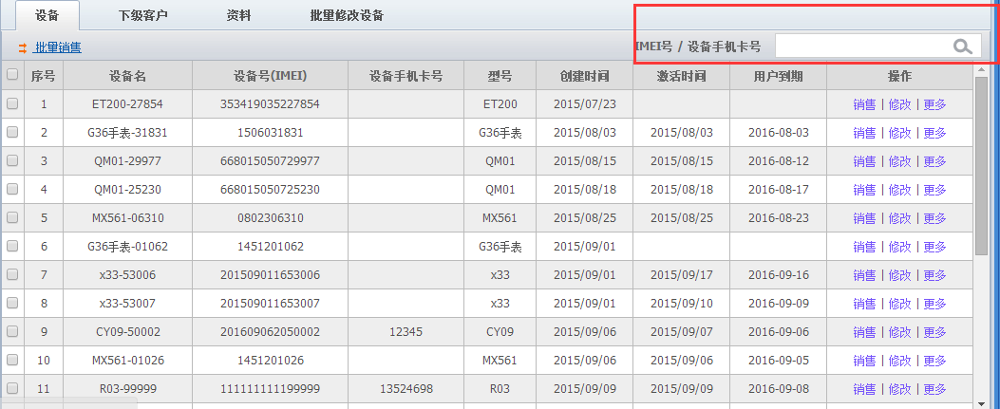 设备 下级客户 资料 批量修改设备
批里销售 IMEI号 / 设备手机卡号
序号 设备名 设备号(IMEI) 设备手机卡号 型号 创建时间 激活时间 用户到期 操作
1 ET200-27854 353419035227854 ET200 2015/07/23 销售 | 修改 | 更多
2 G36手表-31831 1506031831 G36手表 2015/08/03 2015/08/03 2016-08-03 销售 | 修改 | 更多
3 QM01-29977 668015050729977 QM01 2015/08/15 2015/08/15 2016-08-12 销售 | 修改 | 更多
4 QM01-25230 668015050725230 QM01 2015/08/18 2015/08/18 2016-08-17 销售 | 修改 | 更多
5 MX561-06310 0802306310 MX561 2015/08/25 2015/08/25 2016-08-23 销售 | 修改 | 更多
6 G36手表-01062 1451201062 G36手表 2015/09/01 销售 | 修改 | 更多
7 x33-53006 201509011653006 x33 2015/09/01 2015/09/17 2016-09-16 销售 | 修改 | 更多
8 x33-53007 201509011653007 x33 2015/09/01 2015/09/10 2016-09-09 销售 | 修改 | 更多
9 CY09-50002 201609062050002 12345 CY09 2015/09/06 2015/09/07 2016-09-06 销售 | 修改 | 更多
10 MX561-01026 1451201026 MX561 2015/09/06 2015/09/06 2016-09-05 销售 | 修改 | 更多
11 R03-99999 111111111199999 13524698 R03 2015/09/09 2015/09/09 2016-09-08 销售 | 修改 | 更多